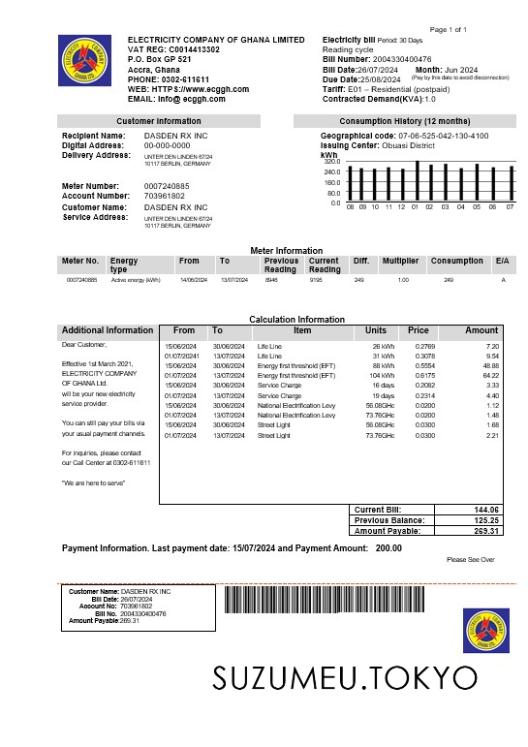 Page 1 of 1
ELECTRICITY COMPANY OF GHANA LIMITED
VAT REG: C0014413302
P.O. Box GP 521
Accra, Ghana
PHONE: 0302-611611
WEB: HTTPS://www.ecggh.com
EMAIL: info@ ecggh.com
Electricity bill Period: 30 Days
Reading cycle
Bill Number: 2004330400476
Bill Date:26/07/2024 Month: Jun 2024
Due Date:25/08/2024 (Pay by this date to avoid disconnection)
Tariff: E01 – Residential (postpaid)
Contracted Demand(KVA):1.0
Customer information
Recipient Name: DASDEN RX INC
Digital Address: 00-000-0000
Delivery Address: UNTER DEN LINDEN 67/24
10117 BERLIN, GERMANY
Meter Number: 0007240885
Account Number: 703961802
Customer Name: DASDEN RX INC
Service Address: UNTER DEN LINDEN 67/24
10117 BERLIN, GERMANY
Consumption History (12 months)
Geographical code: 07-06-525-042-130-4100
Issuing Center: Obuasi District
kWh
320.0
240.0
160.0
80.0
0.0
08 09 10 11 12 01 02 03 04 05 06 07
Meter Information
Meter No. Energy type From To Previous Reading Current Reading Diff. Multiplier Consumption E/A
0007240885 Active energy (kWh) 14/06/2024 13/07/2024 8946 9195 249 1.00 249 A
Calculation Information
Additional Information From To Item Units Price Amount
Dear Customer,
Effective 1st March 2021,
ELECTRICITY COMPANY
OF GHANA Ltd.
will be your new electricity
service provider.
You can still pay your bills via
your usual payment channels.
For inquiries, please contact
our Call Center at 0302-611611
"We are here to serve"
15/06/2024 30/06/2024 Life Line 26 kWh 0.2769 7.20
01/07/20241 13/07/2024 Life Line 31 kWh 0.3078 9.54
15/06/2024 30/06/2024 Energy first threshold (EFT) 88 kWh 0.5554 48.88
01/07/2024 13/07/2024 Energy first threshold (EFT) 104 kWh 0.6175 64.22
15/06/2024 30/06/2024 Service Charge 16 days 0.2082 3.33
01/07/2024 13/07/2024 Service Charge 19 days 0.2314 4.40
15/06/2024 30/06/2024 National Electrification Levy 56.08GHc 0.0200 1.12
01/07/2024 13/07/2024 National Electrification Levy 73.76GHc 0.0200 1.48
15/06/2024 30/06/2024 Street Light 56.08GHc 0.0300 1.68
01/07/2024 13/07/2024 Street Light 73.76GHc 0.0300 2.21
Current Bill: 144.06
Previous Balance: 125.25
Amount Payable: 269.31
Payment Information. Last payment date: 15/07/2024 and Payment Amount: 200.00
Please See Over
Customer Name: DASDEN RX INC
Bill Date: 26/07/2024
Account No: 703961802
Bill No. 2004330400476
Amount Payable:269.31
SUZUMEU.TOKYO